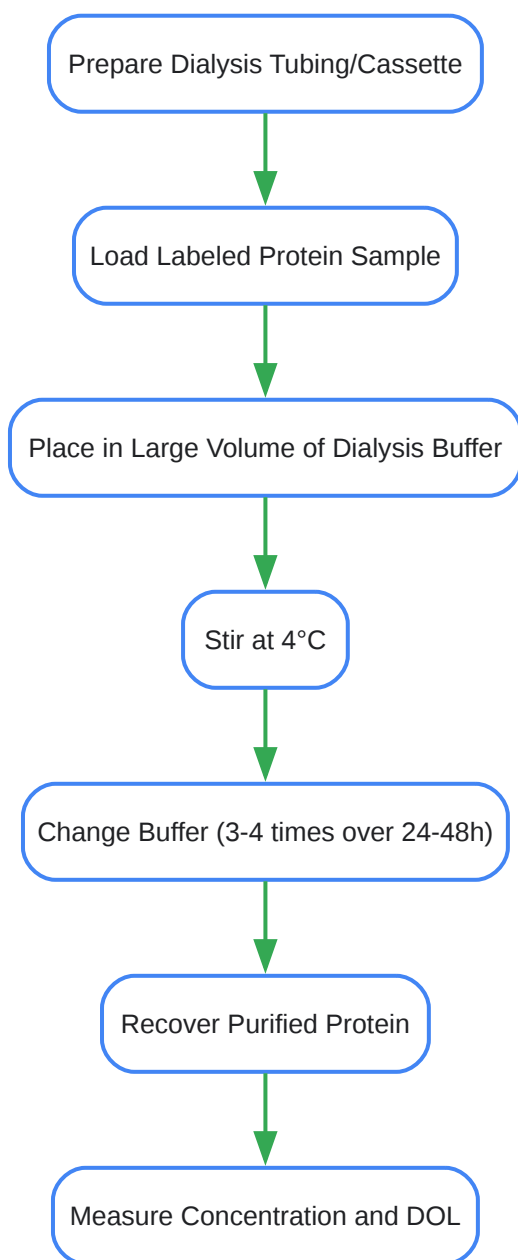 Prepare Dialysis Tubing/Cassette
Load Labeled Protein Sample
Place in Large Volume of Dialysis Buffer
Stir at 4°C
Change Buffer (3-4 times over 24-48h)
Recover Purified Protein
Measure Concentration and DOL